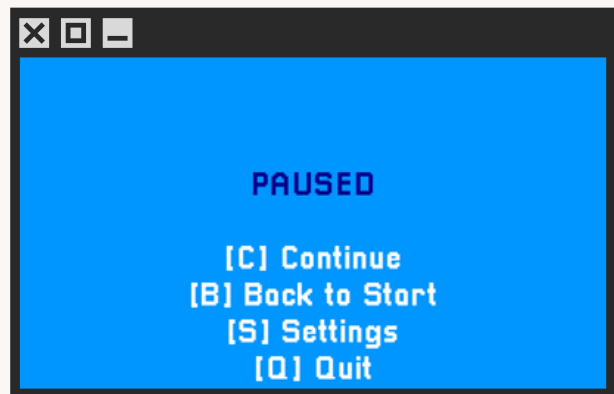 PAUSED
[C] Continue
[B] Back to Start
[S] Settings
[Q] Quit